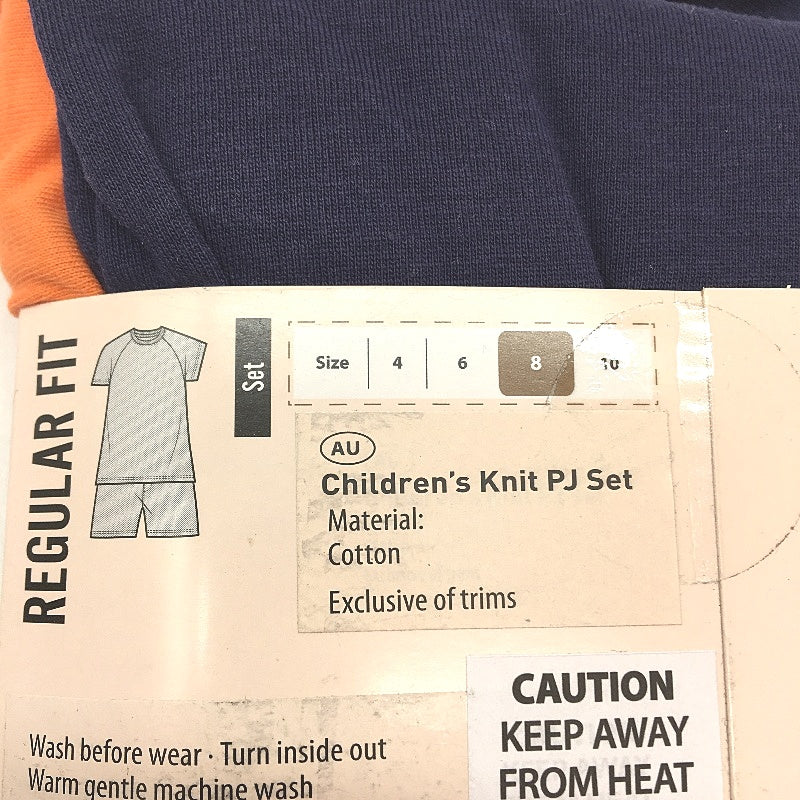 REGULAR FIT
Set
Size 4 6 8 10
AU
Children's Knit PJ Set
Material:
Cotton
Exclusive of trims
CAUTION
KEEP AWAY
FROM HEAT
Wash before wear · Turn inside out
Warm gentle machine wash